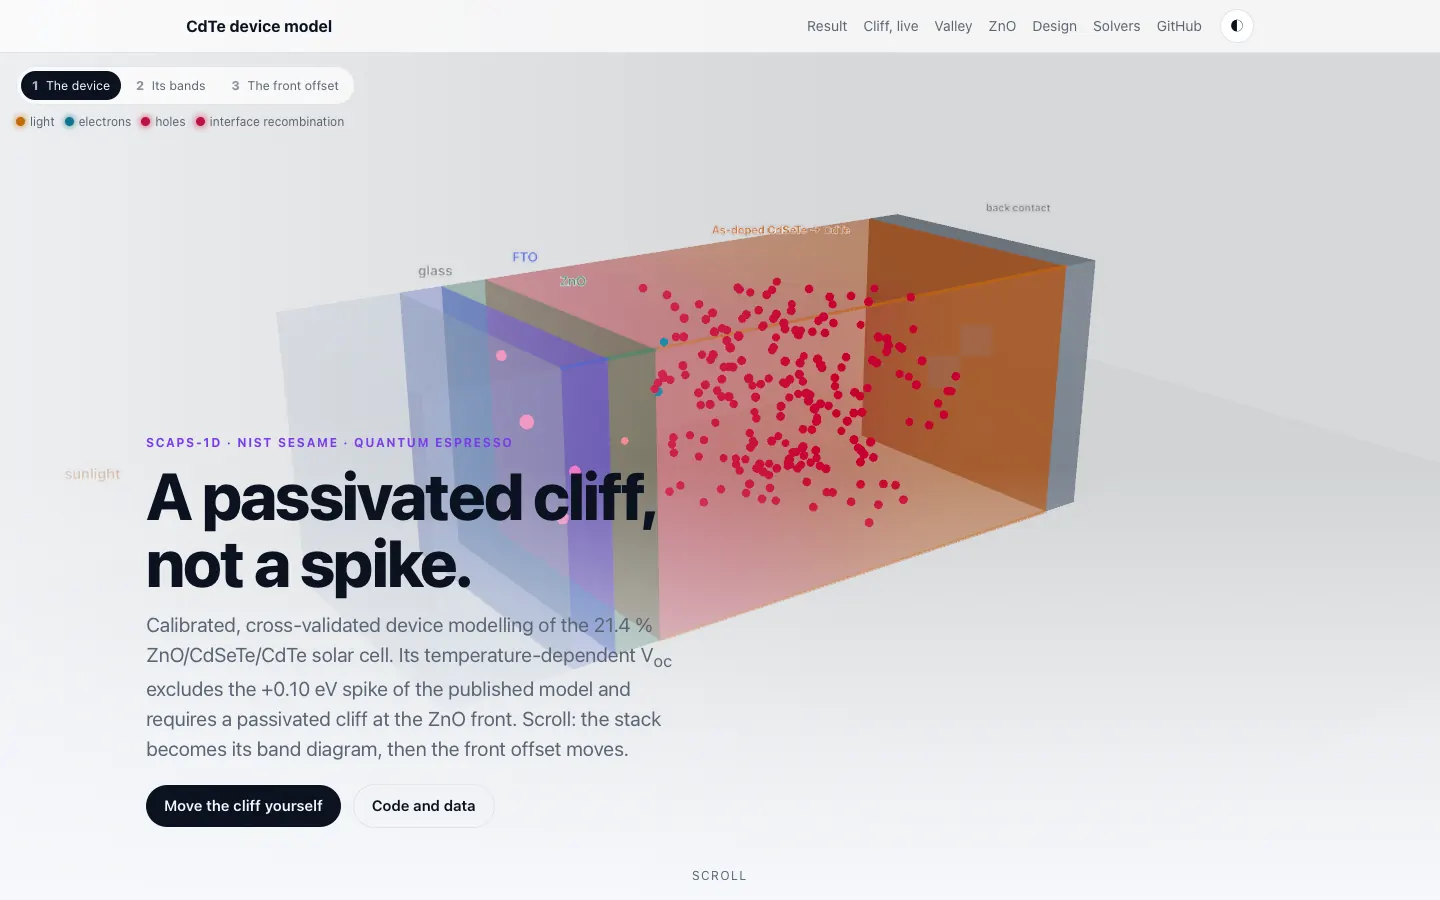 CdTe device model
Result Cliff, live Valley ZnO Design Solvers GitHub
1 The device 2 Its bands 3 The front offset
light electrons holes interface recombination
back contact
As-doped CdSeTe → CdTe
FTO
glass
ZnO
SCAPS-1D · NIST SESAME · QUANTUM ESPRESSO
sunlight
A passivated cliff,
not a spike.
Calibrated, cross-validated device modelling of the 21.4 %
ZnO/CdSeTe/CdTe solar cell. Its temperature-dependent Voc
excludes the +0.10 eV spike of the published model and
requires a passivated cliff at the ZnO front. Scroll: the stack
becomes its band diagram, then the front offset moves.
Move the cliff yourself Code and data
SCROLL